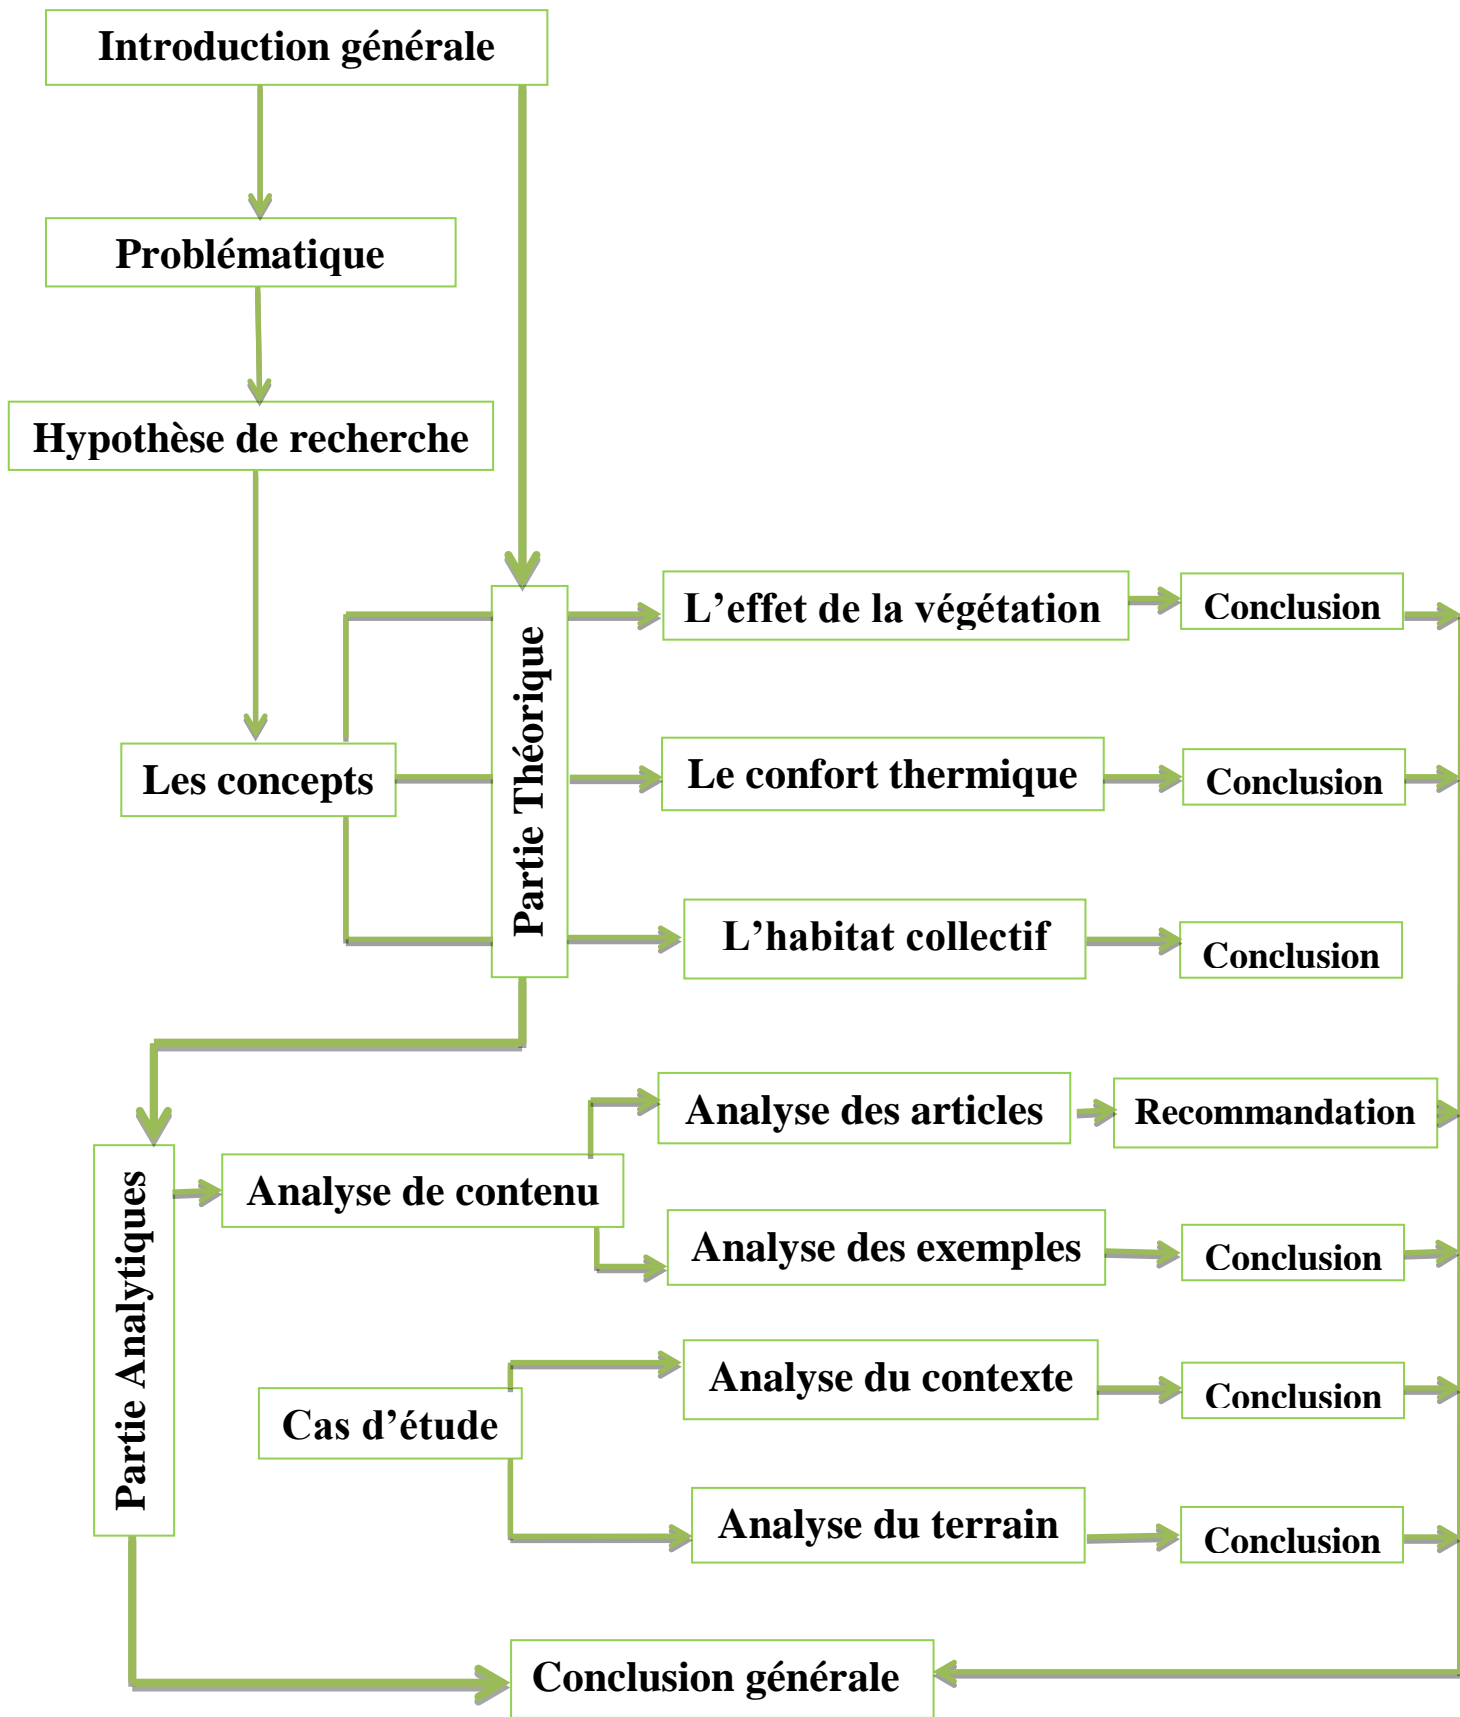 Introduction générale
Problématique
Hypothèse de recherche
Les concepts
Partie Théorique
L’effet de la végétation
Conclusion
Le confort thermique
Conclusion
L’habitat collectif
Conclusion
Partie Analytiques
Analyse de contenu
Analyse des articles
Recommandation
Analyse des exemples
Conclusion
Cas d’étude
Analyse du contexte
Conclusion
Analyse du terrain
Conclusion
Conclusion générale